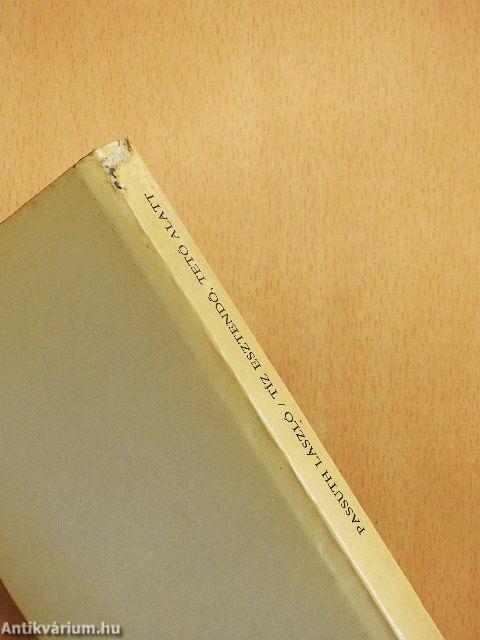 PASSUTH LÁSZLÓ / TÍZ ESZTENDŐ, TETŐ ALATT
Antikvárium.hu